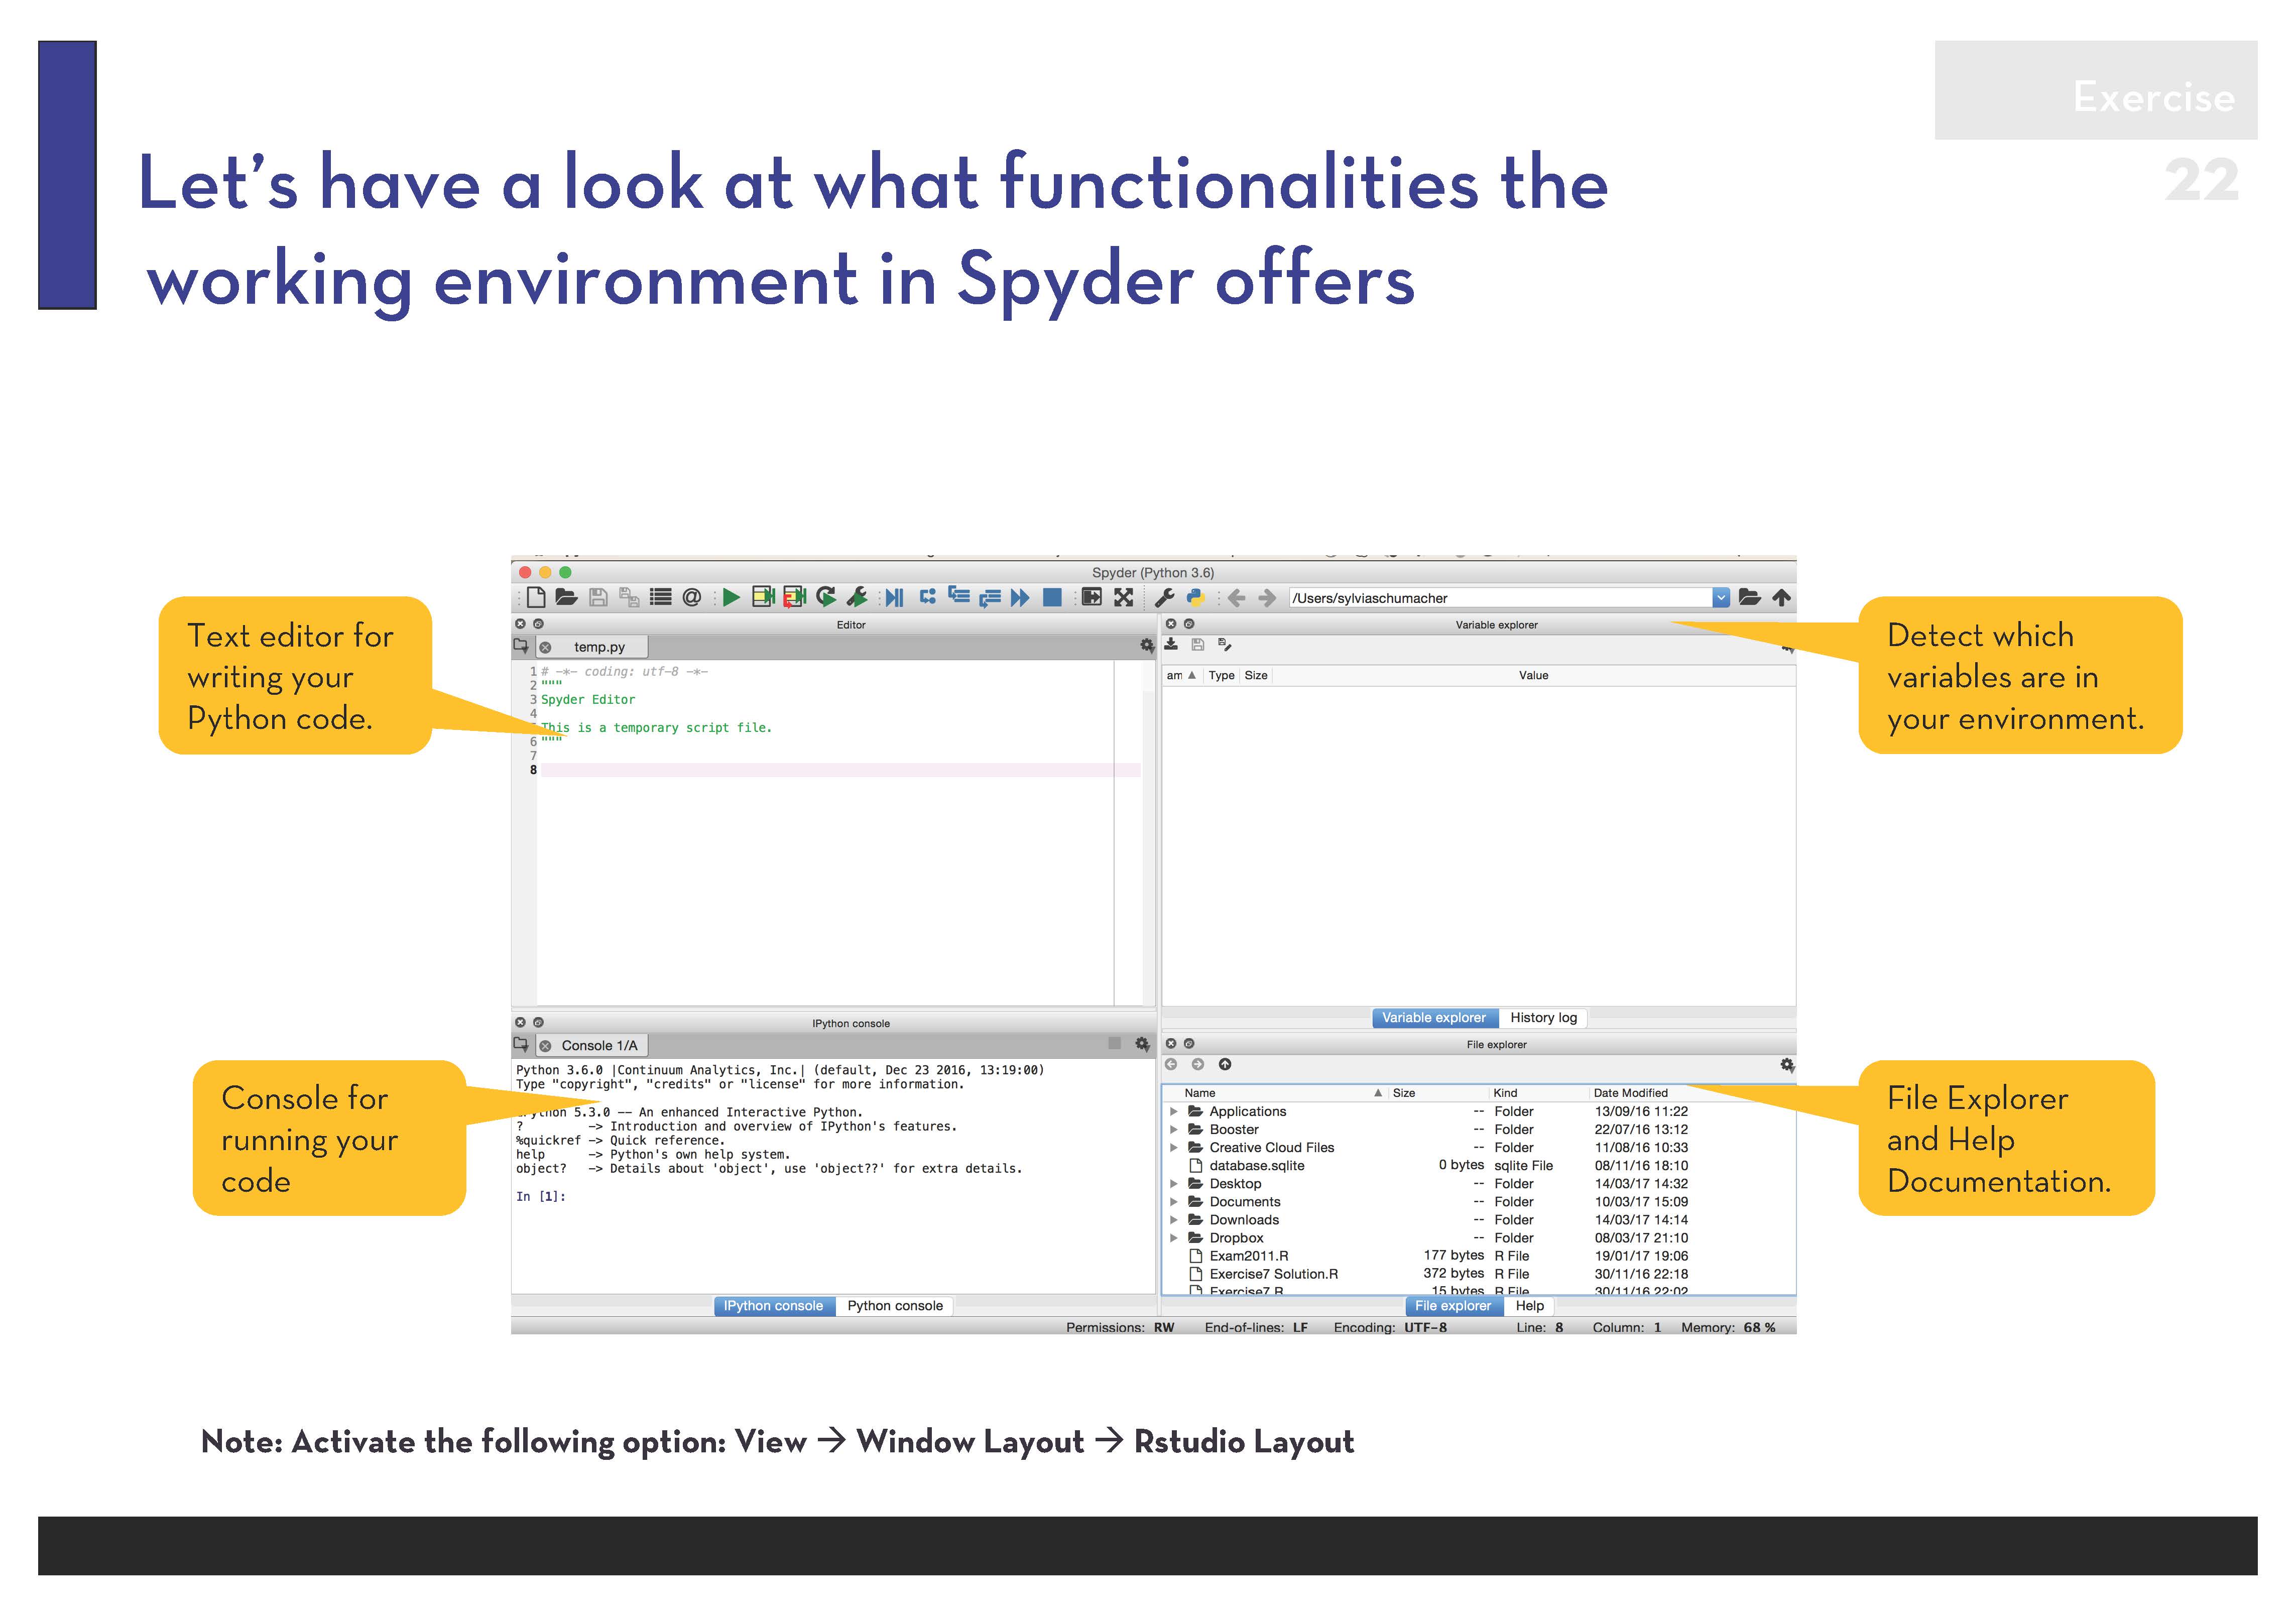 Exercise
22
Let's have a look at what functionalities the
working environment in Spyder offers
Text editor for
writing your
Python code.
Detect which
variables are in
your environment.
Console for
running your
code
File Explorer
and Help
Documentation.
Spyder (Python 3.6)
/Users/sylviaschumacher
Editor
temp.py
1 # -*- coding: utf-8 -*-
2 """
3 Spyder Editor
4
This is a temporary script file.
6 """
7
8
Variable explorer
am Type Size Value
Variable explorer History log
IPython console
Console 1/A
Python 3.6.0 |Continuum Analytics, Inc.| (default, Dec 23 2016, 13:19:00)
Type "copyright", "credits" or "license" for more information.
5.3.0 -- An enhanced Interactive Python.
? -> Introduction and overview of IPython's features.
%quickref -> Quick reference.
help -> Python's own help system.
object? -> Details about 'object', use 'object??' for extra details.
In [1]:
IPython console Python console
File explorer
Name Size Kind Date Modified
Applications -- Folder 13/09/16 11:22
Booster -- Folder 22/07/16 13:12
Creative Cloud Files -- Folder 11/08/16 10:33
database.sqlite 0 bytes sqlite File 08/11/16 18:10
Desktop -- Folder 14/03/17 14:32
Documents -- Folder 10/03/17 15:09
Downloads -- Folder 14/03/17 14:14
Dropbox -- Folder 08/03/17 21:10
Exam2011.R 177 bytes R File 19/01/17 19:06
Exercise7 Solution.R 372 bytes R File 30/11/16 22:18
Exercise7.R 15 bytes R File 30/11/16 22:02
File explorer Help
Permissions: RW End-of-lines: LF Encoding: UTF-8 Line: 8 Column: 1 Memory: 68 %
Note: Activate the following option: View → Window Layout → Rstudio Layout